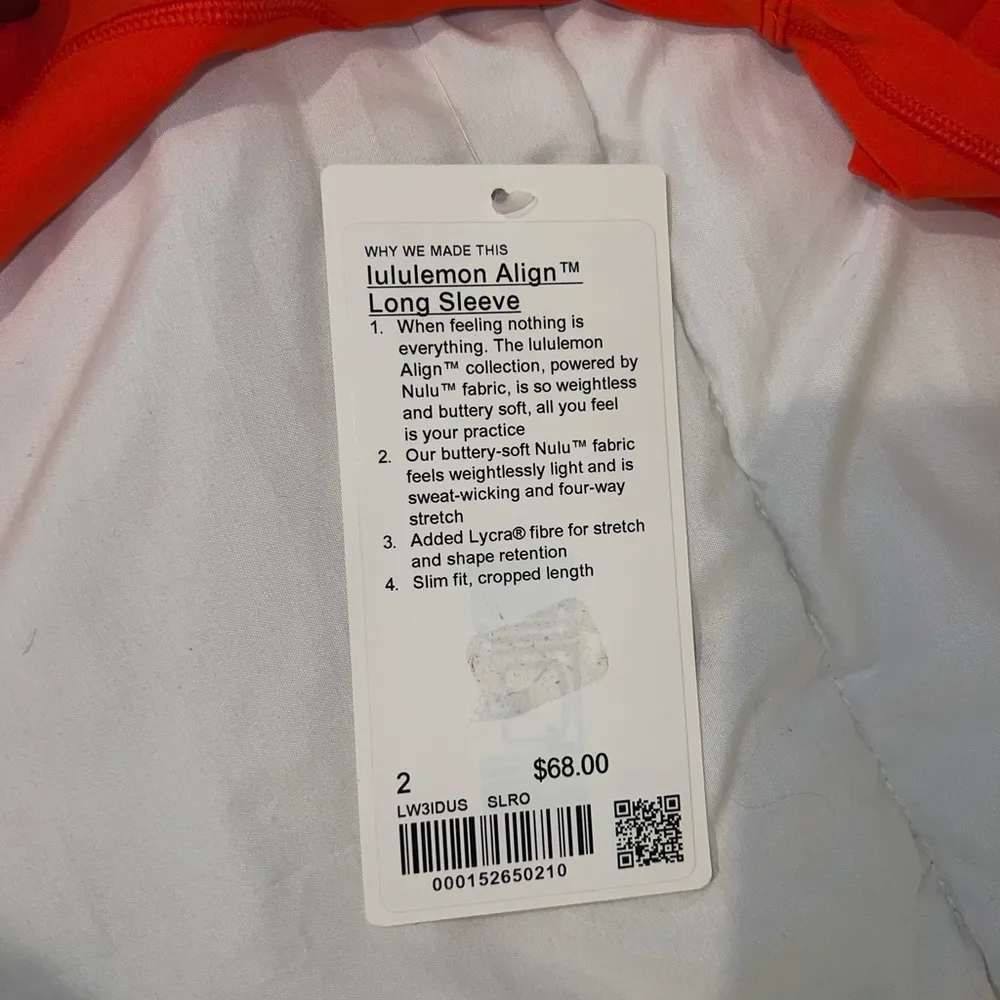 WHY WE MADE THIS
lululemon Align™
Long Sleeve
1. When feeling nothing is
everything. The lululemon
Align™ collection, powered by
Nulu™ fabric, is so weightless
and buttery soft, all you feel
is your practice
2. Our buttery-soft Nulu™ fabric
feels weightlessly light and is
sweat-wicking and four-way
stretch
3. Added Lycra® fibre for stretch
and shape retention
4. Slim fit, cropped length
2 $68.00
LW3IDUS SLRO
000152650210